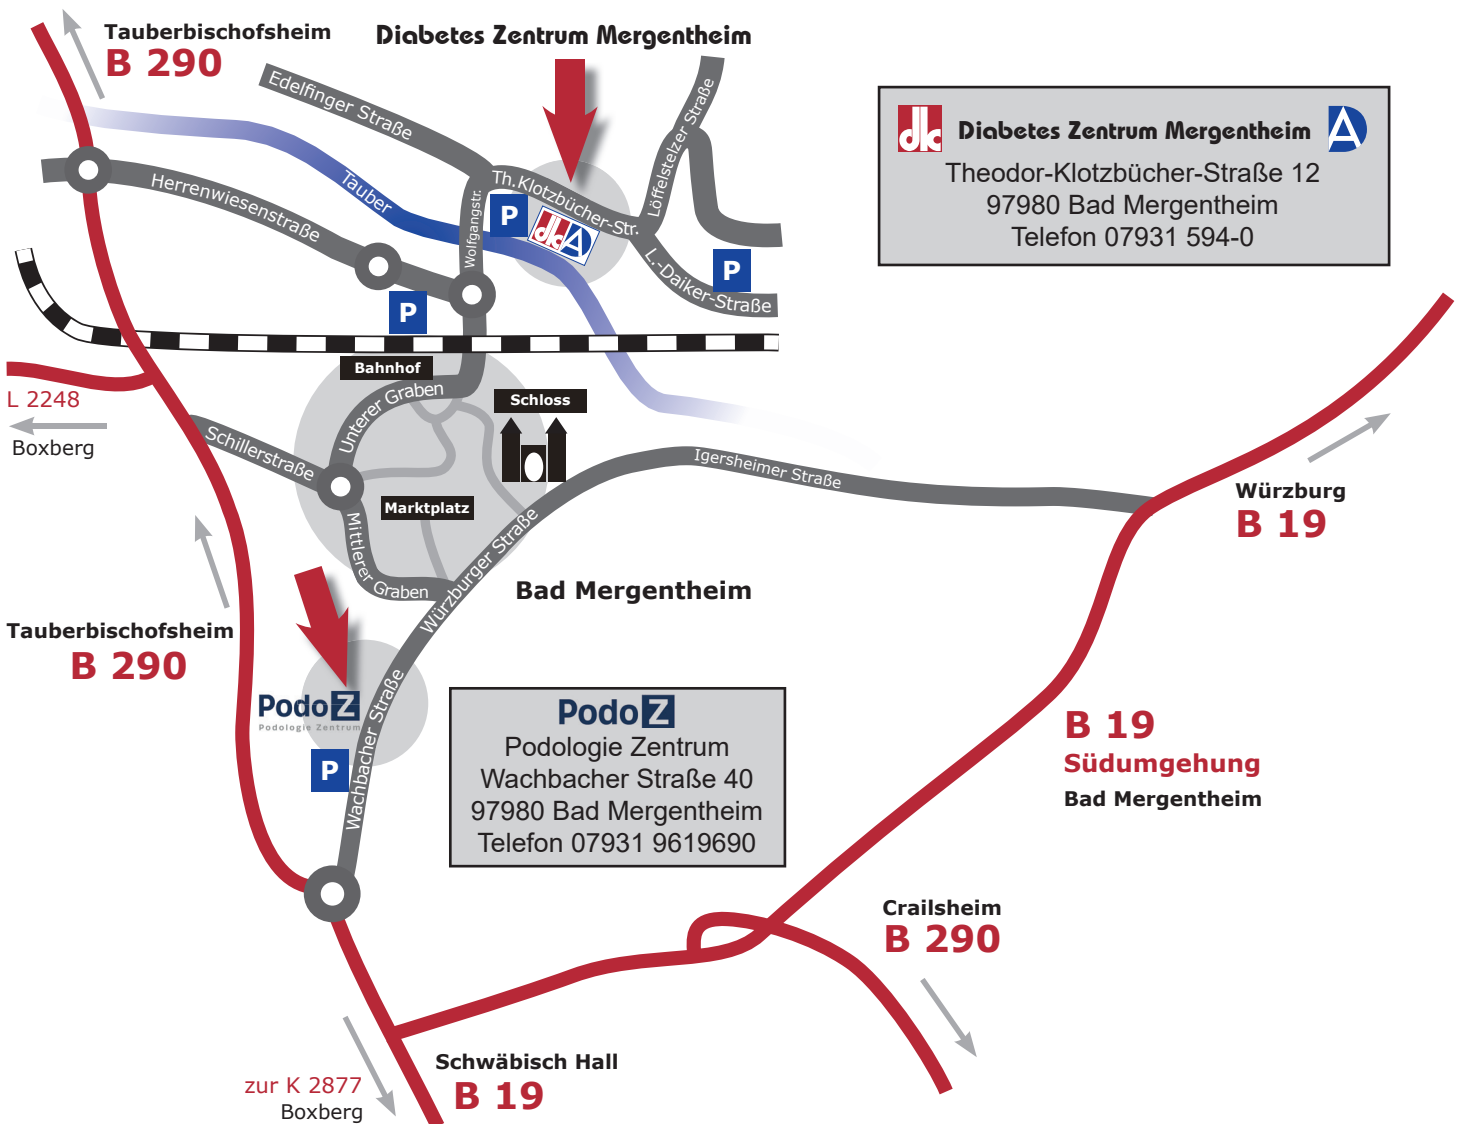 Tauberbischofsheim
B 290
Diabetes Zentrum Mergentheim
Edelfinger Straße
Löffelstelzer Straße
dk Diabetes Zentrum Mergentheim DA
Theodor-Klotzbücher-Straße 12
97980 Bad Mergentheim
Telefon 07931 594-0
Herrenwiesenstraße
Tauber
Wolfgangstr.
Th.Klotzbücher-Str.
P
dk DA
L.-Daiker-Straße
P
P
Bahnhof
L 2248
Boxberg
Unterer Graben
Schloss
Schillerstraße
Marktplatz
Mittlerer Graben
Würzburger Straße
Igersheimer Straße
Würzburg
B 19
Bad Mergentheim
Tauberbischofsheim
B 290
PodoZ
Podologie Zentrum
P
Wachbacher Straße
PodoZ
Podologie Zentrum
Wachbacher Straße 40
97980 Bad Mergentheim
Telefon 07931 9619690
B 19
Südumgehung
Bad Mergentheim
Crailsheim
B 290
Schwäbisch Hall
B 19
zur K 2877
Boxberg